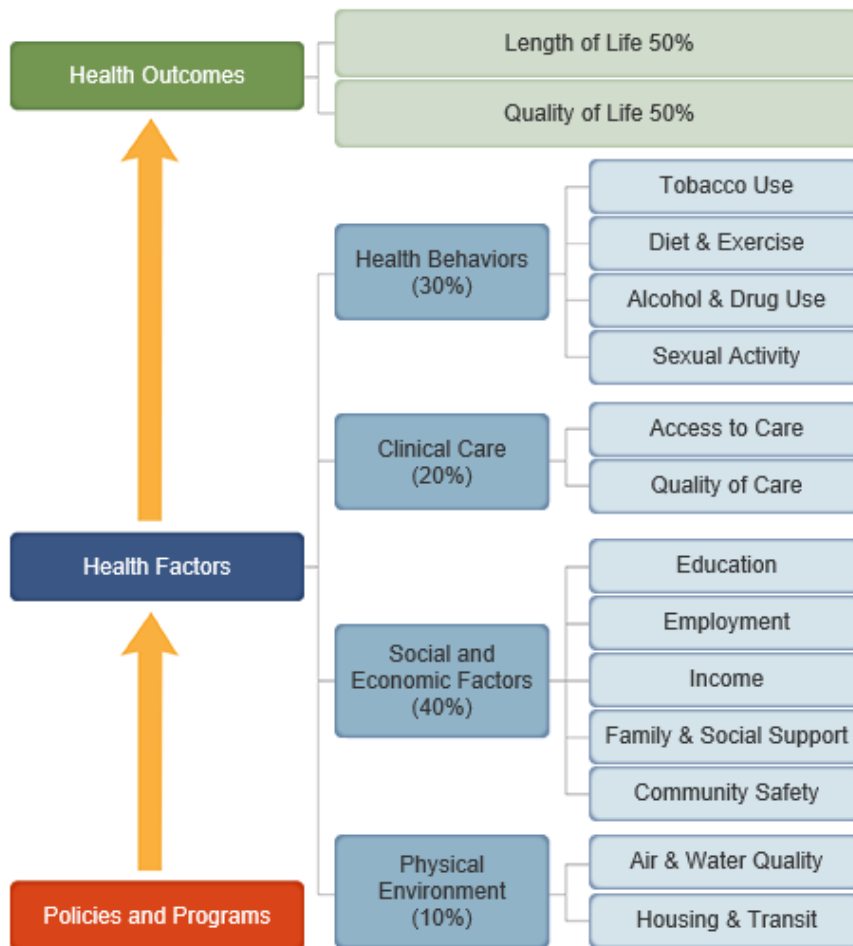 Health Outcomes
Length of Life 50%
Quality of Life 50%
Health Factors
Health Behaviors
(30%)
Tobacco Use
Diet & Exercise
Alcohol & Drug Use
Sexual Activity
Clinical Care
(20%)
Access to Care
Quality of Care
Social and
Economic Factors
(40%)
Education
Employment
Income
Family & Social Support
Community Safety
Physical
Environment
(10%)
Air & Water Quality
Housing & Transit
Policies and Programs